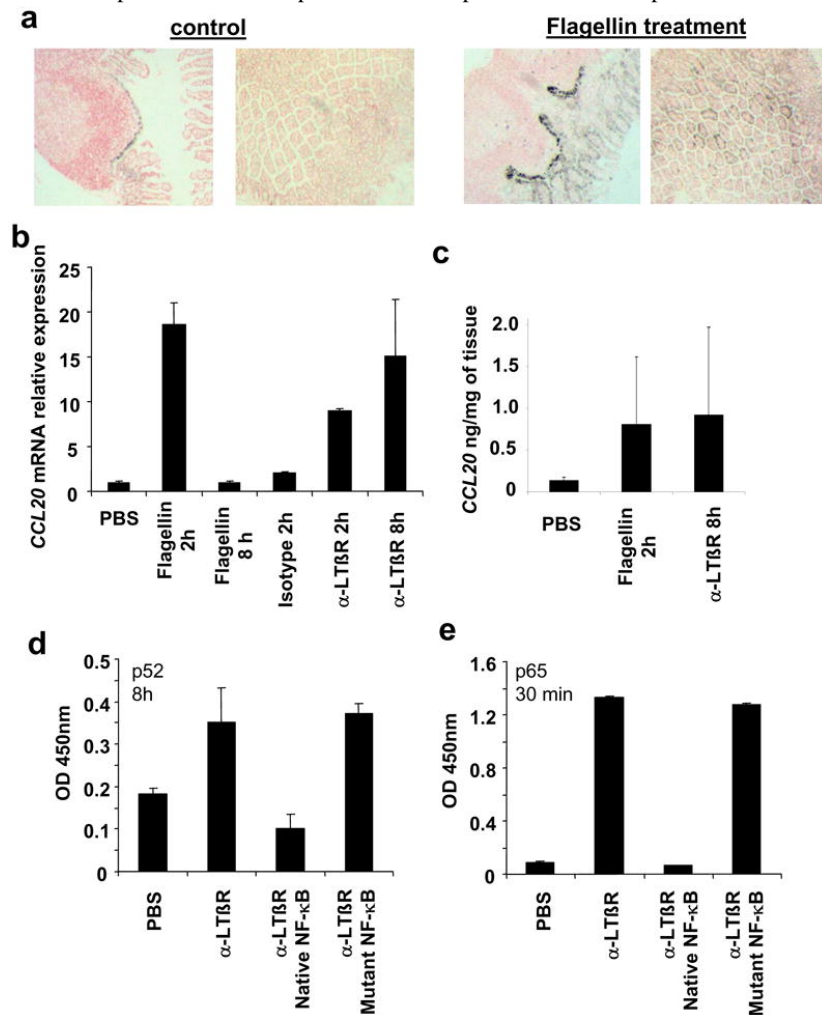 a
control
Flagellin treatment
b
CCL20 mRNA relative expression
25
20
15
10
5
0
PBS
Flagellin
2h
Flagellin
8 h
Isotype 2h
α-LTßR 2h
α-LTßR 8h
c
CCL20 ng/mg of tissue
2.0
1.5
1.0
0.5
0
PBS
Flagellin
2h
α-LTßR 8h
d
p52
8h
OD 450nm
0.5
0.4
0.3
0.2
0.1
0
PBS
α-LTßR
α-LTßR
Native NF-κB
α-LTßR
Mutant NF-κB
e
p65
30 min
OD 450nm
1.6
1.2
0.8
0.4
0
PBS
α-LTßR
α-LTßR
Native NF-κB
α-LTßR
Mutant NF-κB